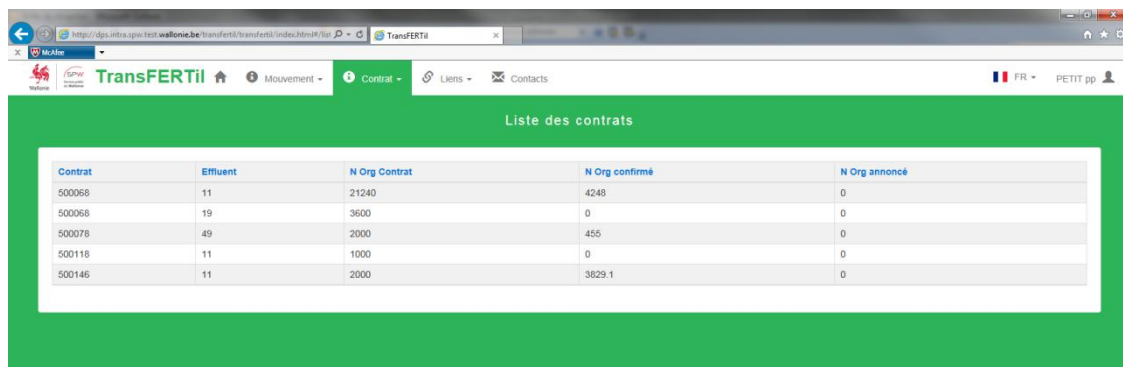 http://dps.intra.spw.test.wallonie.be/transfertil/transfertil/index.html#/list
TransFERTil
McAfee
Wallonie SPW TransFERTil Mouvement Contrat Liens Contacts FR PETIT pp
Liste des contrats
Contrat Effluent N Org Contrat N Org confirmé N Org annoncé
500068 11 21240 4248 0
500068 19 3600 0 0
500078 49 2000 455 0
500118 11 1000 0 0
500146 11 2000 3829.1 0